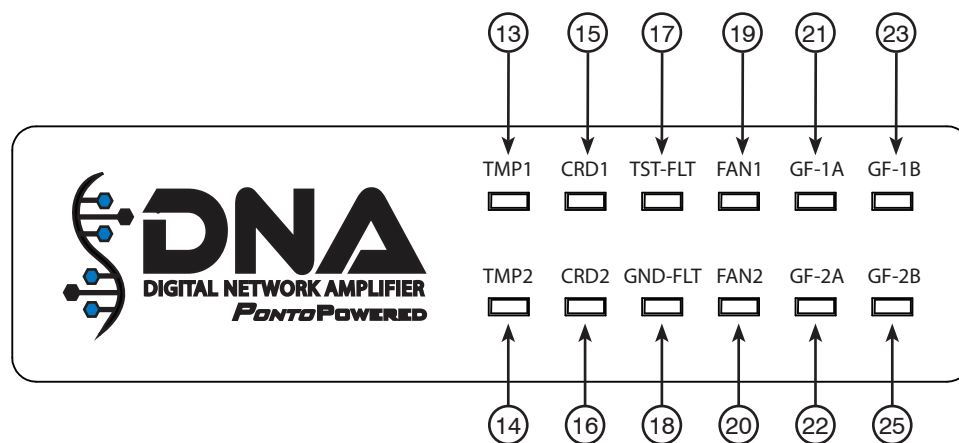 13 15 17 19 21 23
TMP1 CRD1 TST-FLT FAN1 GF-1A GF-1B
DNA
DIGITAL NETWORK AMPLIFIER
PONTOPOWERED
TMP2 CRD2 GND-FLT FAN2 GF-2A GF-2B
14 16 18 20 22 25